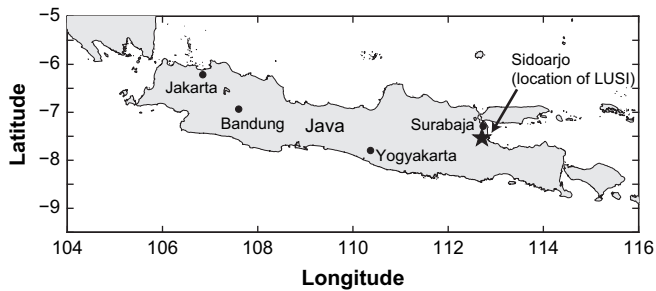 −5
−6
−7
−8
−9
Latitude
Sidoarjo
(location of LUSI)
Jakarta
Bandung
Java
Surabaja
Yogyakarta
104 106 108 110 112 114 116
Longitude